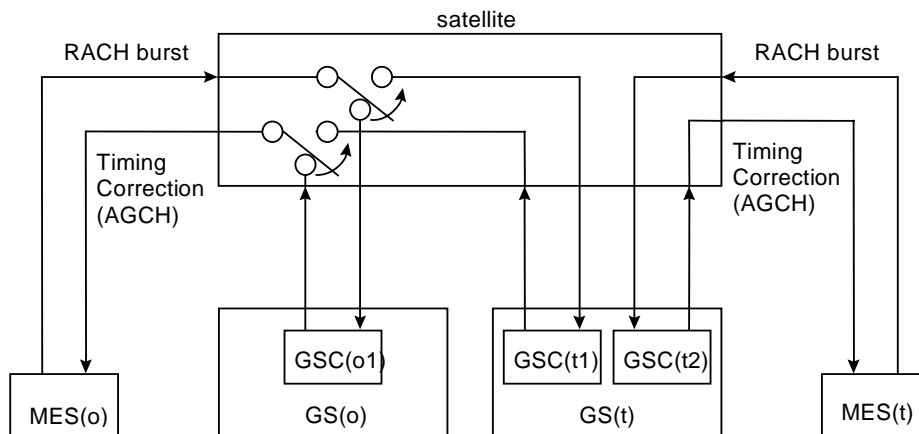 satellite
RACH burst
RACH burst
Timing
Correction
(AGCH)
Timing
Correction
(AGCH)
GSC(o1)
GSC(t1)
GSC(t2)
MES(o)
GS(o)
GS(t)
MES(t)